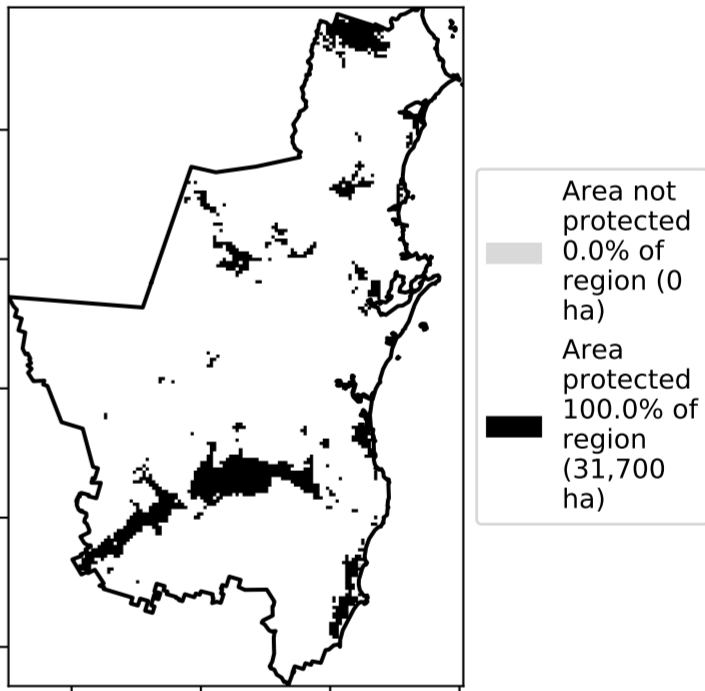 Area not
protected
0.0% of
region (0
ha)
Area
protected
100.0% of
region
(31,700
ha)